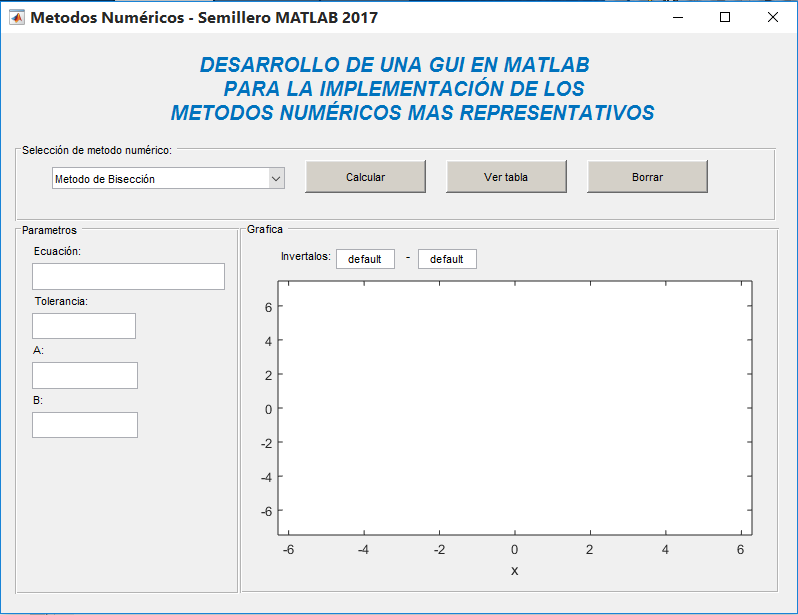 Metodos Numéricos - Semillero MATLAB 2017
DESARROLLO DE UNA GUI EN MATLAB
PARA LA IMPLEMENTACIÓN DE LOS
METODOS NUMÉRICOS MAS REPRESENTATIVOS
Selección de metodo numérico:
Metodo de Bisección
Calcular
Ver tabla
Borrar
Parametros
Ecuación:
Tolerancia:
A:
B:
Grafica
Invertalos: default - default
6
4
2
0
-2
-4
-6
-6 -4 -2 0 2 4 6
x